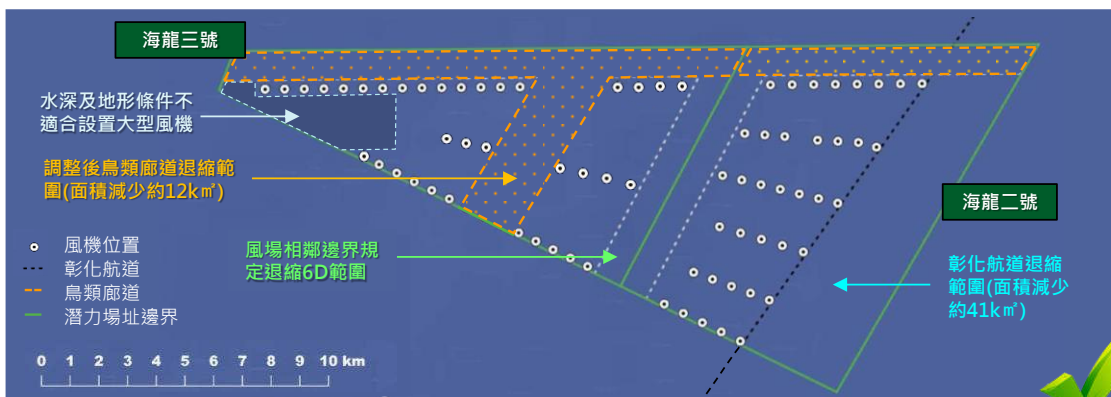 海龍三號
水深及地形條件不
適合設置大型風機
調整後鳥類廊道退縮範
圍(面積減少約12k㎡)
風機位置
彰化航道
鳥類廊道
潛力場址邊界
風場相鄰邊界規
定退縮6D範圍
海龍二號
彰化航道退縮
範圍(面積減少
約41k㎡)
0 1 2 3 4 5 6 7 8 9 10 km